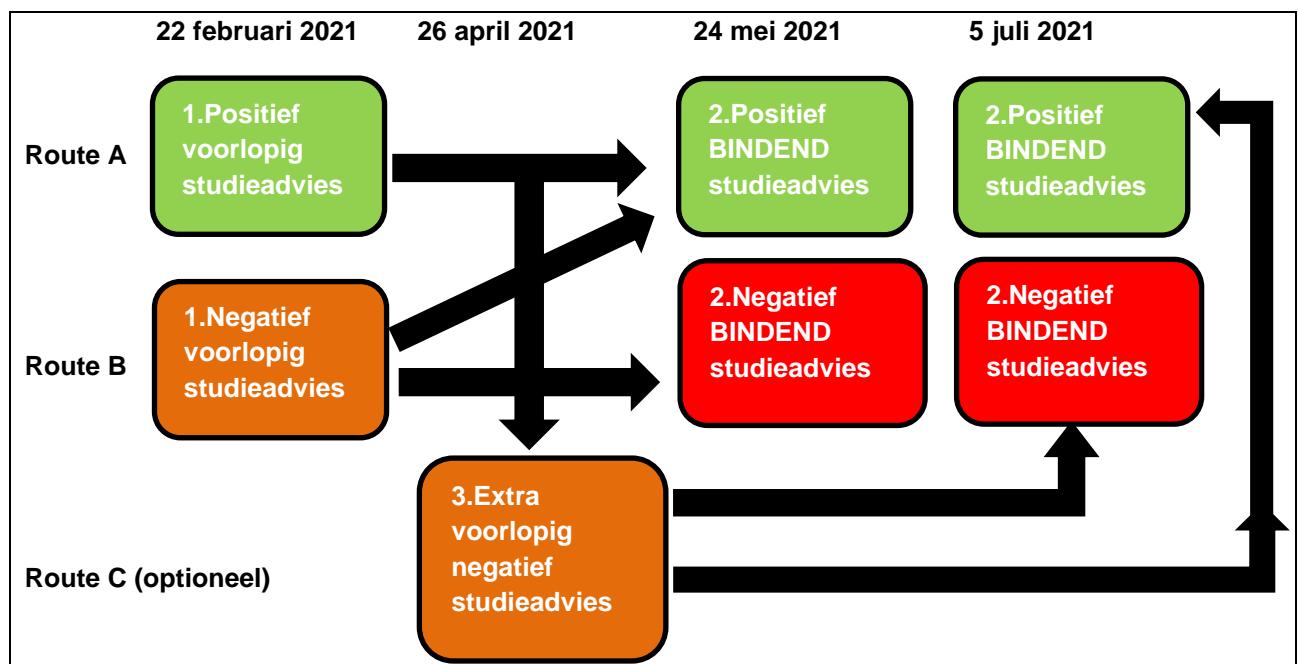 22 februari 2021 26 april 2021 24 mei 2021 5 juli 2021
Route A
1.Positief
voorlopig
studieadvies
2.Positief
BINDEND
studieadvies
2.Positief
BINDEND
studieadvies
Route B
1.Negatief
voorlopig
studieadvies
2.Negatief
BINDEND
studieadvies
2.Negatief
BINDEND
studieadvies
Route C (optioneel)
3.Extra
voorlopig
negatief
studieadvies